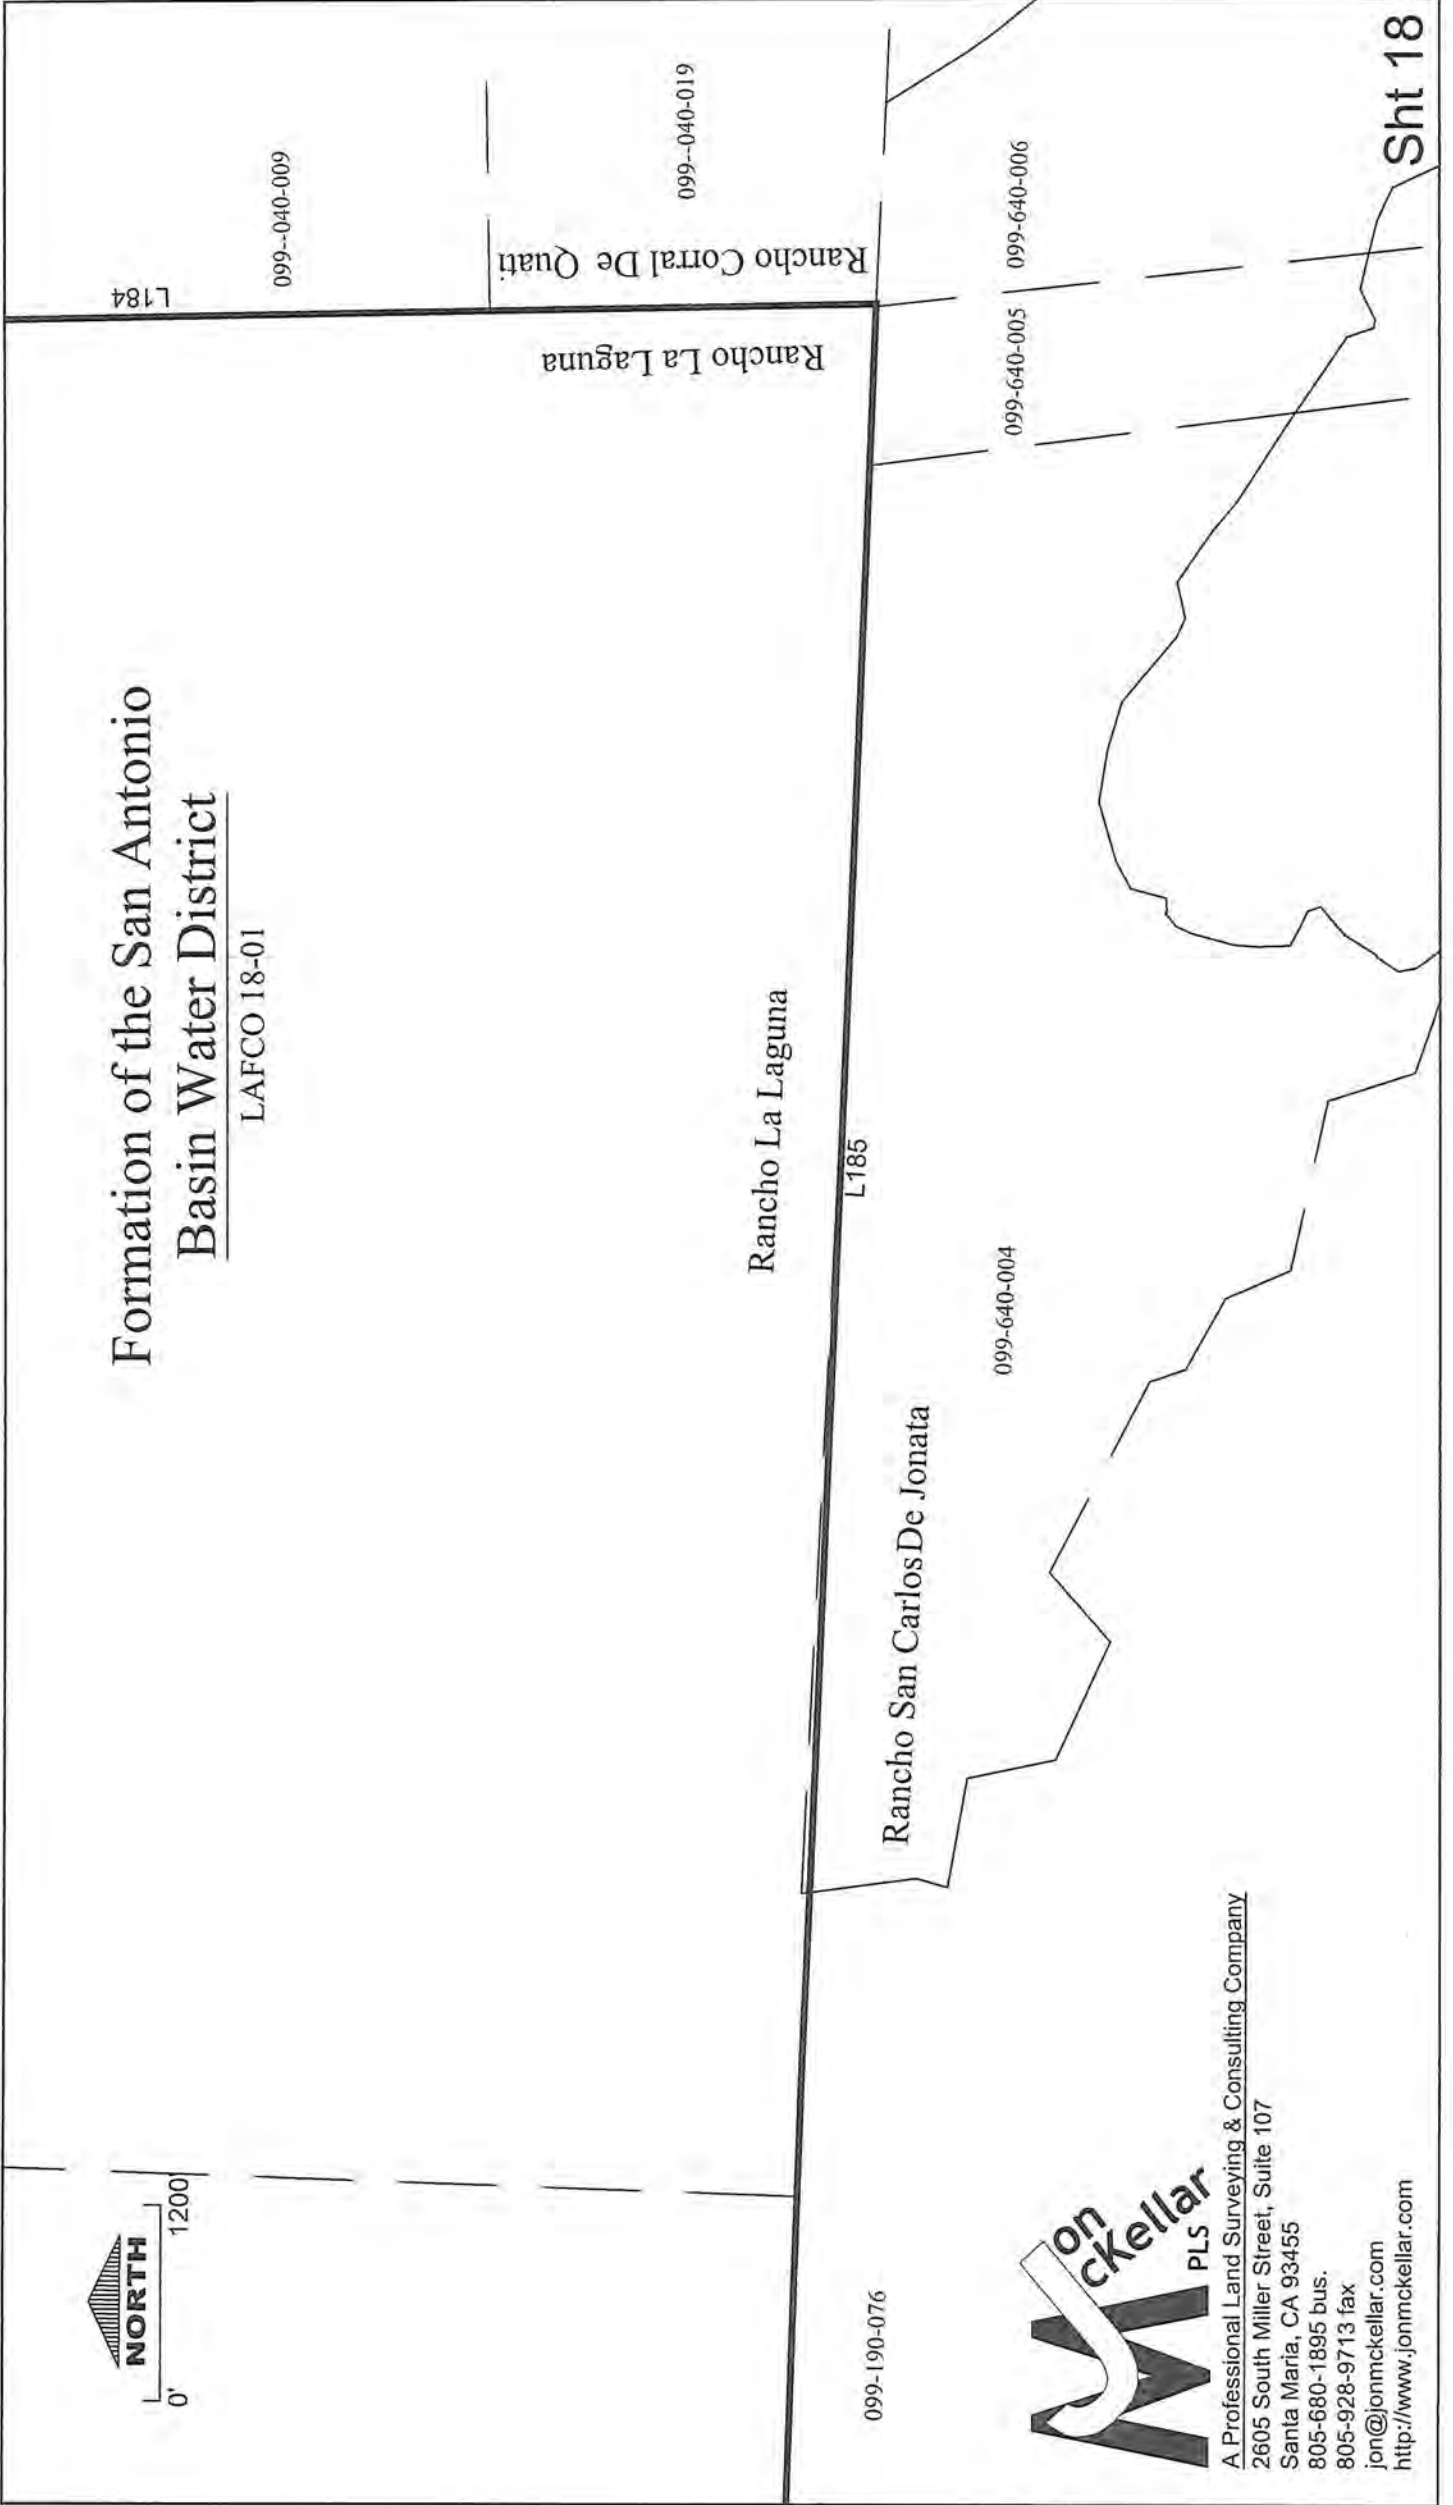 Formation of the San Antonio
Basin Water District
LAFCO 18-01
NORTH
0' 1200'
L184
099--040-009
099--040-019
Rancho Corral De Quati
Rancho La Laguna
Rancho La Laguna
L185
Rancho San Carlos De Jonata
099-640-004
099-640-005
099-640-006
099-190-076
Jon
McKellar
PLS
A Professional Land Surveying & Consulting Company
2605 South Miller Street, Suite 107
Santa Maria, CA 93455
805-680-1895 bus.
805-928-9713 fax
jon@jonmckellar.com
http://www.jonmckellar.com
Sht 18